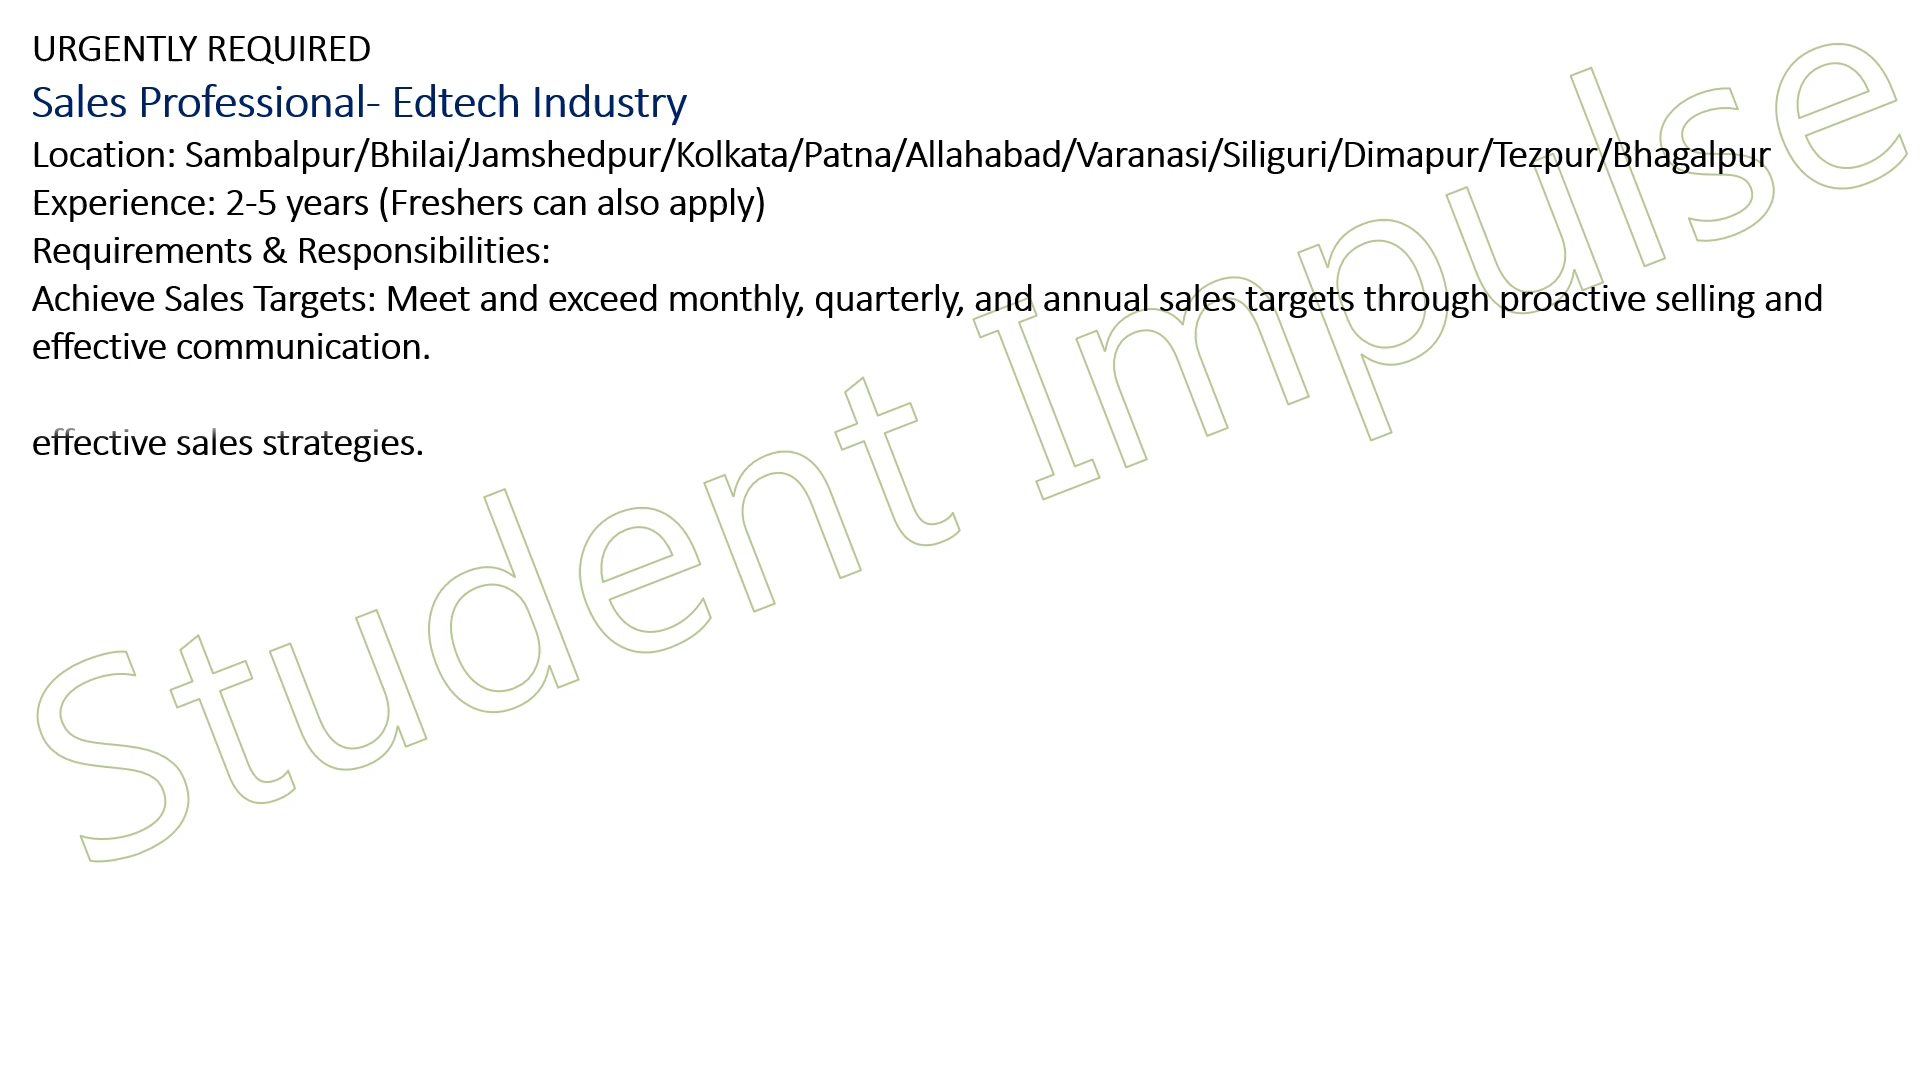 URGENTLY REQUIRED
Sales Professional- Edtech Industry
Location: Sambalpur/Bhilai/Jamshedpur/Kolkata/Patna/Allahabad/Varanasi/Siliguri/Dimapur/Tezpur/Bhagalpur
Experience: 2-5 years (Freshers can also apply)
Requirements & Responsibilities:
Achieve Sales Targets: Meet and exceed monthly, quarterly, and annual sales targets through proactive selling and
effective communication.
effective sales strategies.
Student Impulse